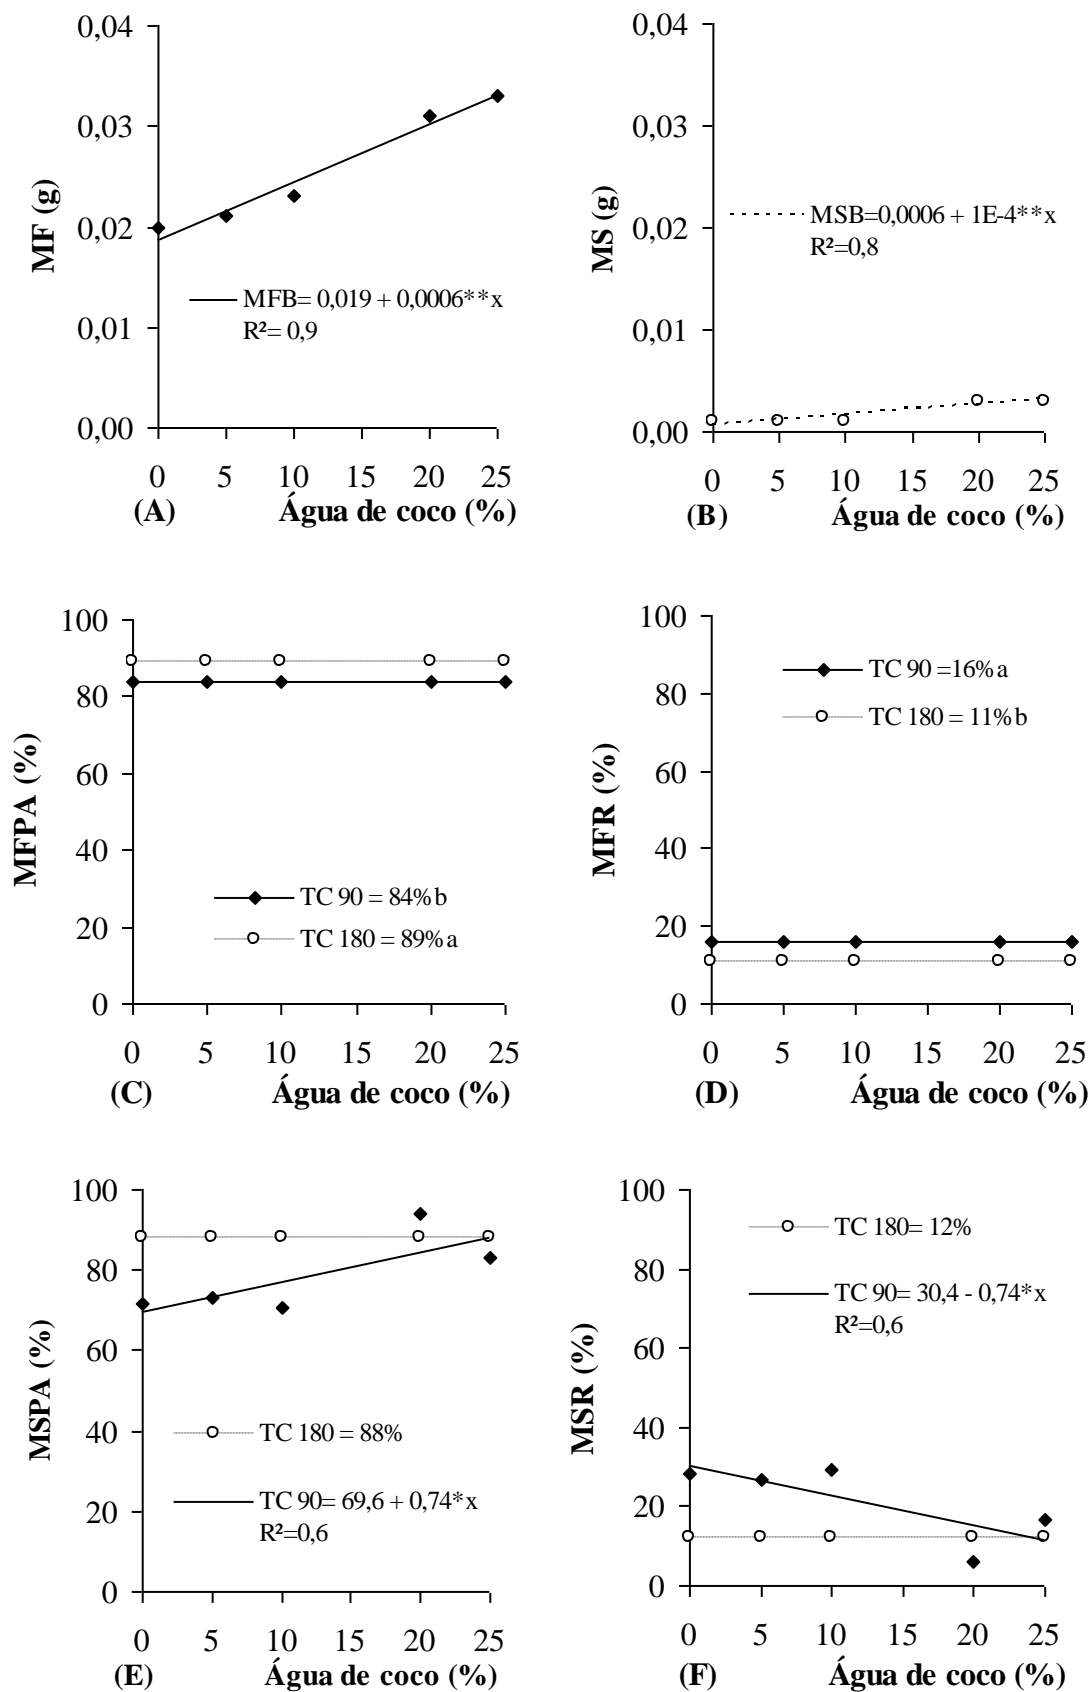 0,04
0,03
0,02
0,01
0,00
MF (g)
MFB= 0,019 + 0,0006**x
R²= 0,9
0 5 10 15 20 25
(A) Água de coco (%)
0,04
0,03
0,02
0,01
0,00
MS (g)
MSB=0,0006 + 1E-4**x
R²=0,8
0 5 10 15 20 25
(B) Água de coco (%)
100
80
60
40
20
0
MFPA (%)
TC 90 = 84% b
TC 180 = 89% a
0 5 10 15 20 25
(C) Água de coco (%)
100
80
60
40
20
0
MFR (%)
TC 90 =16% a
TC 180 = 11% b
0 5 10 15 20 25
(D) Água de coco (%)
100
80
60
40
20
0
MSPA (%)
TC 180 = 88%
TC 90= 69,6 + 0,74*x
R²=0,6
0 5 10 15 20 25
(E) Água de coco (%)
100
80
60
40
20
0
MSR (%)
TC 180= 12%
TC 90= 30,4 - 0,74*x
R²=0,6
0 5 10 15 20 25
(F) Água de coco (%)